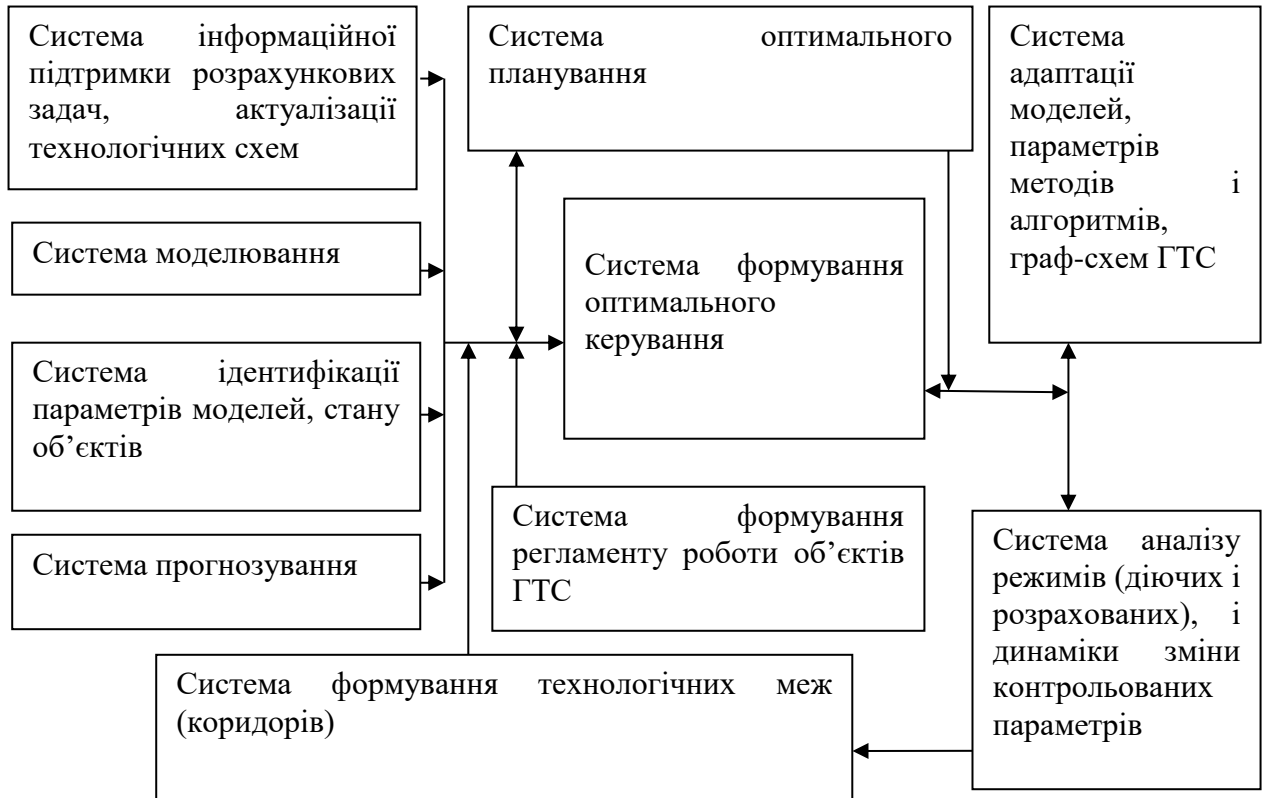 Система інформаційної
підтримки розрахункових
задач, актуалізації
технологічних схем
Система оптимального
планування
Система
адаптації
моделей,
параметрів
методів і
алгоритмів,
граф-схем ГТС
Система моделювання
Система формування
оптимального
керування
Система ідентифікації
параметрів моделей, стану
об’єктів
Система формування
регламенту роботи об’єктів
ГТС
Система прогнозування
Система аналізу
режимів (діючих і
розрахованих), і
динаміки зміни
контрольованих
параметрів
Система формування технологічних меж
(коридорів)